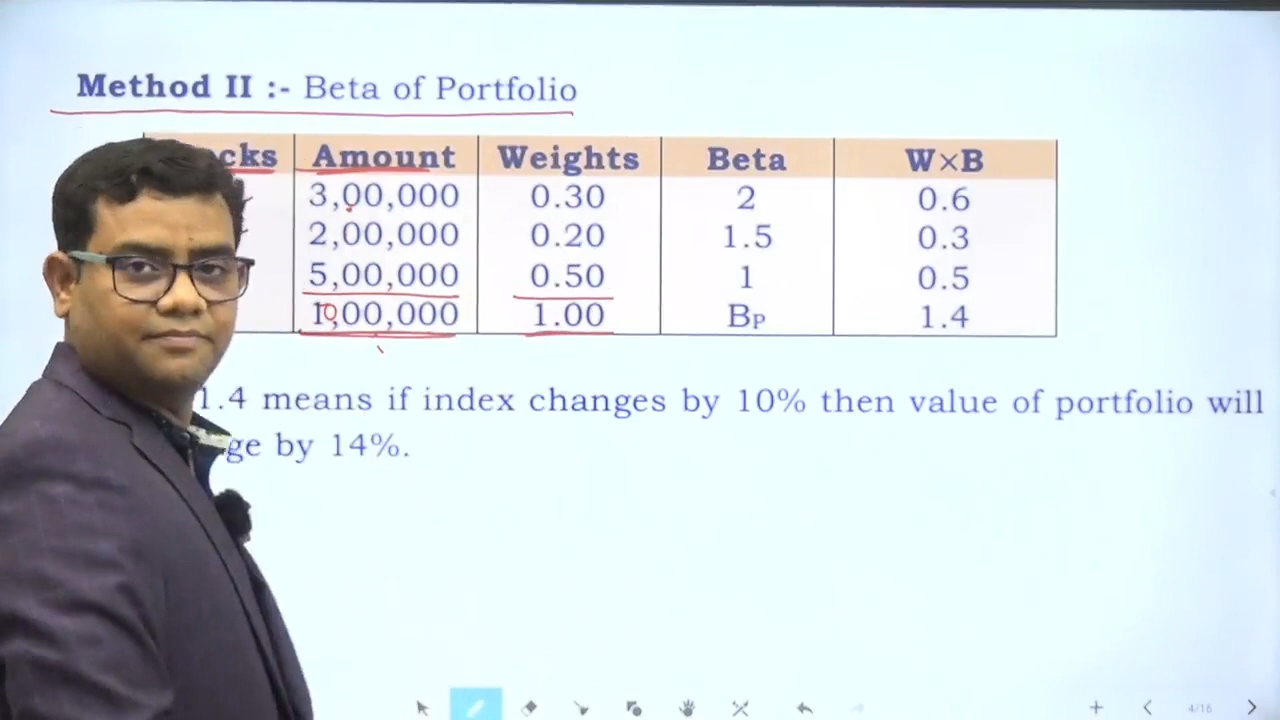 Method II :- Beta of Portfolio
cks Amount Weights Beta W×B
3,00,000 0.30 2 0.6
2,00,000 0.20 1.5 0.3
5,00,000 0.50 1 0.5
10,00,000 1.00 BP 1.4
1.4 means if index changes by 10% then value of portfolio will
ge by 14%.
4/16